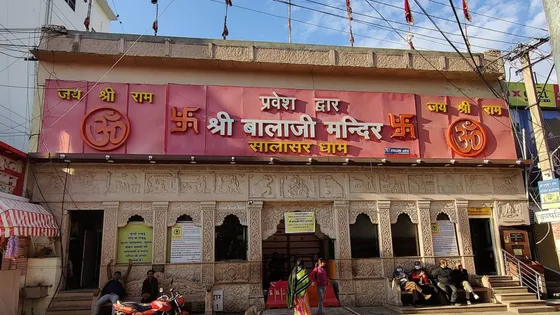 जय श्री राम
प्रवेश द्वार
जय श्री राम
श्री बालाजी मन्दिर
सालासर धाम